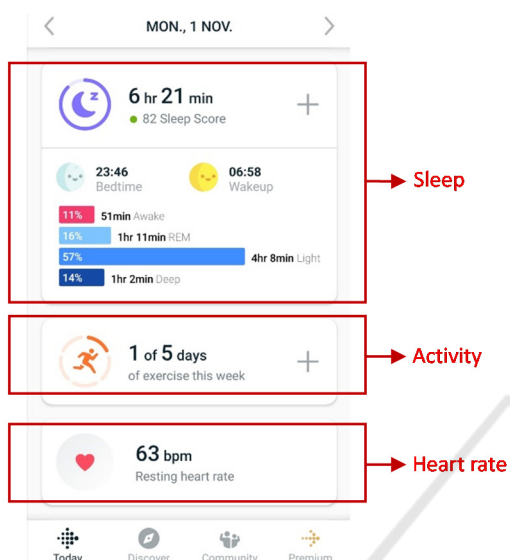 MON., 1 NOV.
6 hr 21 min
82 Sleep Score
23:46
Bedtime
06:58
Wakeup
11% 51min Awake
16% 1hr 11min REM
57% 4hr 8min Light
14% 1hr 2min Deep
Sleep
1 of 5 days
of exercise this week
Activity
63 bpm
Resting heart rate
Heart rate
Today Discover Community Premium